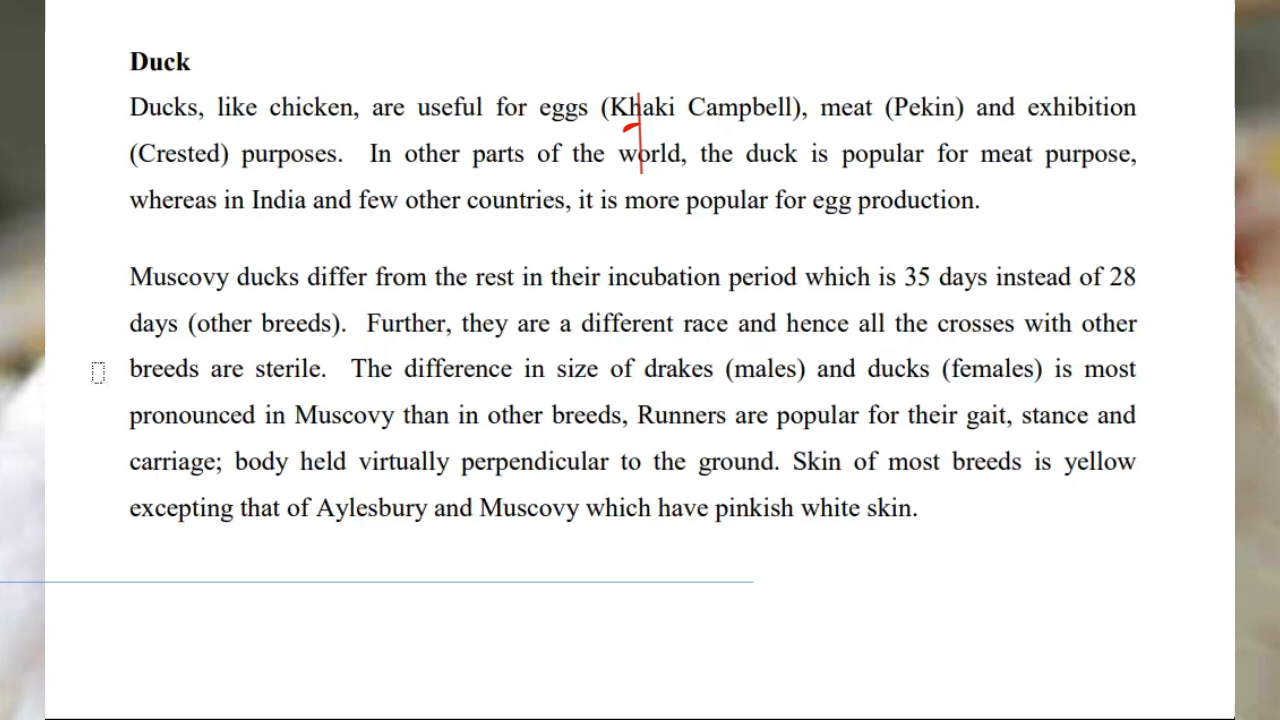 Duck
Ducks, like chicken, are useful for eggs (Khaki Campbell), meat (Pekin) and exhibition
(Crested) purposes. In other parts of the world, the duck is popular for meat purpose,
whereas in India and few other countries, it is more popular for egg production.
Muscovy ducks differ from the rest in their incubation period which is 35 days instead of 28
days (other breeds). Further, they are a different race and hence all the crosses with other
breeds are sterile. The difference in size of drakes (males) and ducks (females) is most
pronounced in Muscovy than in other breeds, Runners are popular for their gait, stance and
carriage; body held virtually perpendicular to the ground. Skin of most breeds is yellow
excepting that of Aylesbury and Muscovy which have pinkish white skin.